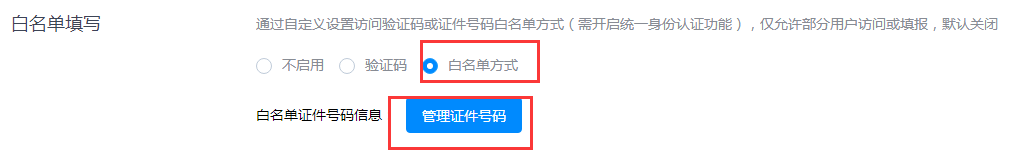 白名单填写
通过自定义设置访问验证码或证件号码白名单方式（需开启统一身份认证功能），仅允许部分用户访问或填报，默认关闭
不启用 验证码 白名单方式
白名单证件号码信息 管理证件号码